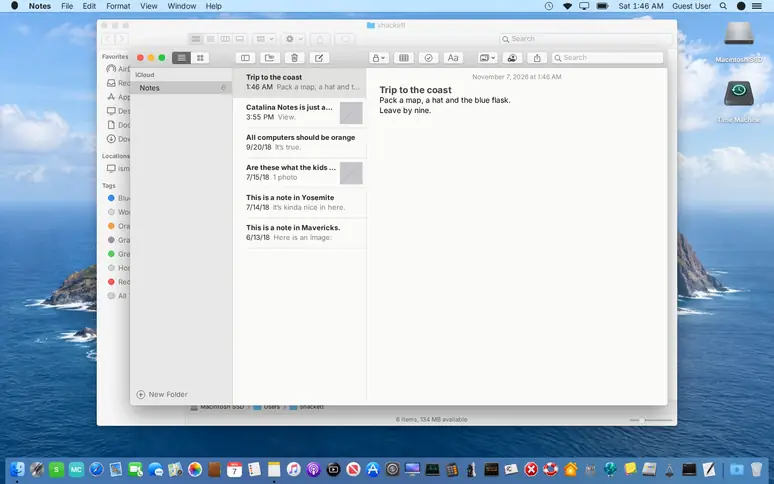 Notes File Edit Format View Window Help
Sat 1:46 AM Guest User
shackett
Search
Favorites
Locations
Tags
All
Search
iCloud
Notes 6
New Folder
Trip to the coast
1:46 AM Pack a map, a hat and t...
Catalina Notes is just a...
3:55 PM View.
All computers should be orange
9/20/18 It's true.
Are these what the kids ...
7/15/18 1 photo
This is a note in Yosemite
7/14/18 It's kinda nice in here.
This is a note in Mavericks.
6/13/18 Here is an image:
November 7, 2026 at 1:46 AM
Trip to the coast
Pack a map, a hat and the blue flask.
Leave by nine.
Macintosh SSD Users shackett
6 items, 134 MB available
Macintosh SSD
Time Machine
S
MC
7